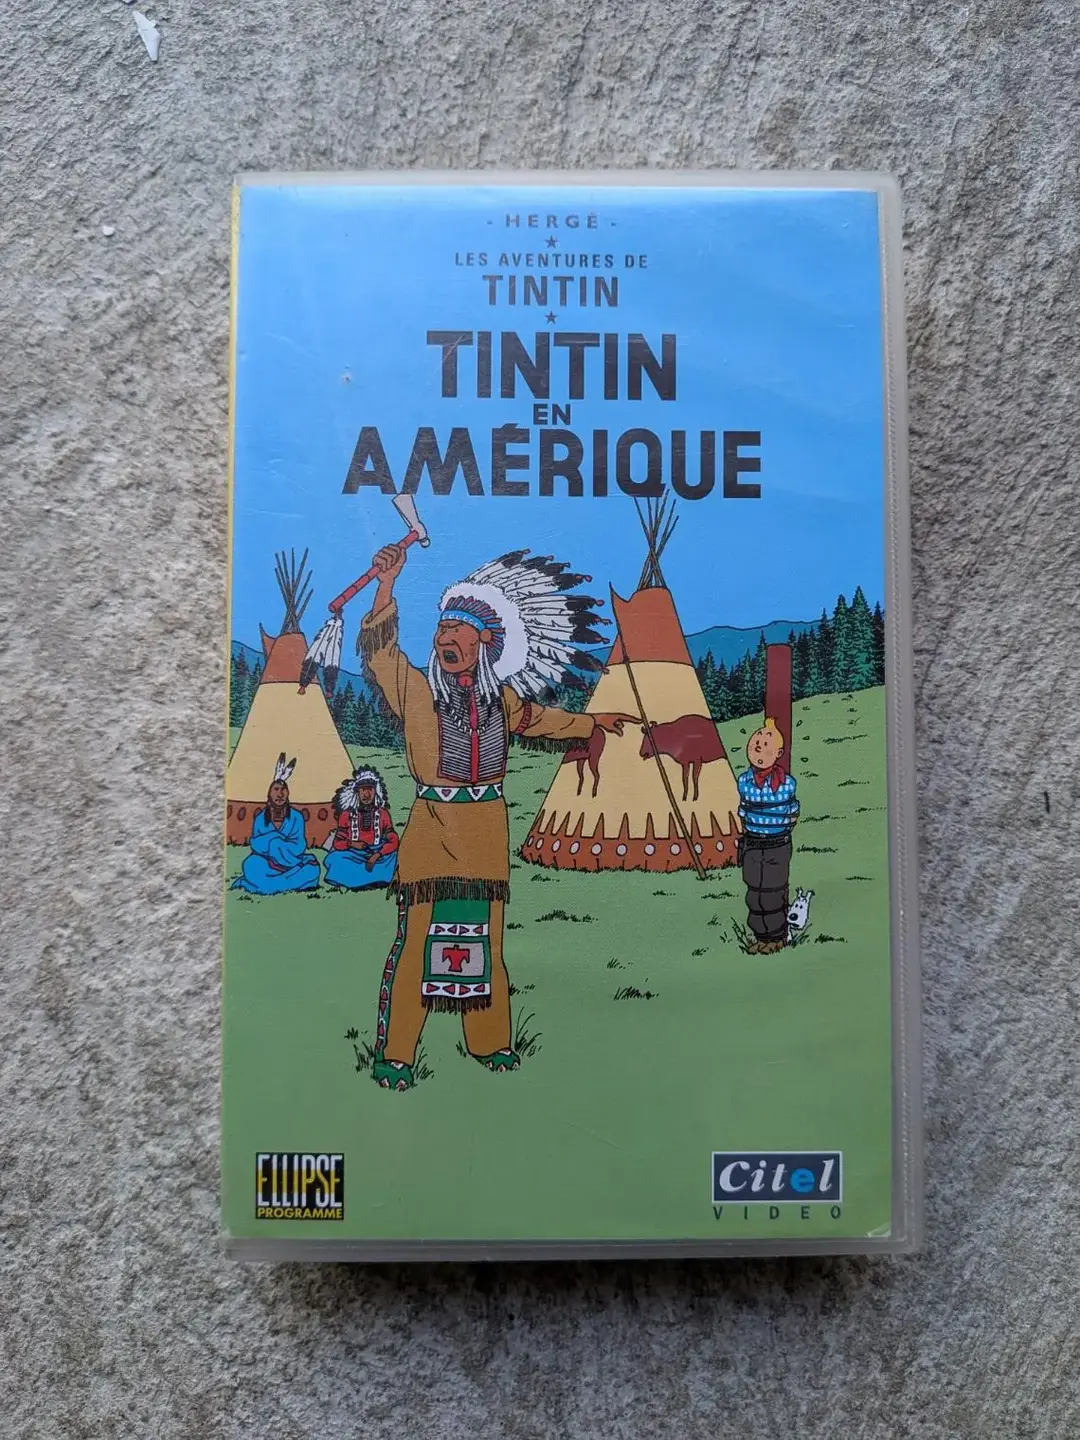 - HERGÉ -
LES AVENTURES DE
TINTIN
TINTIN
EN
AMÉRIQUE
ELLIPSE
PROGRAMME
Citel
VIDEO